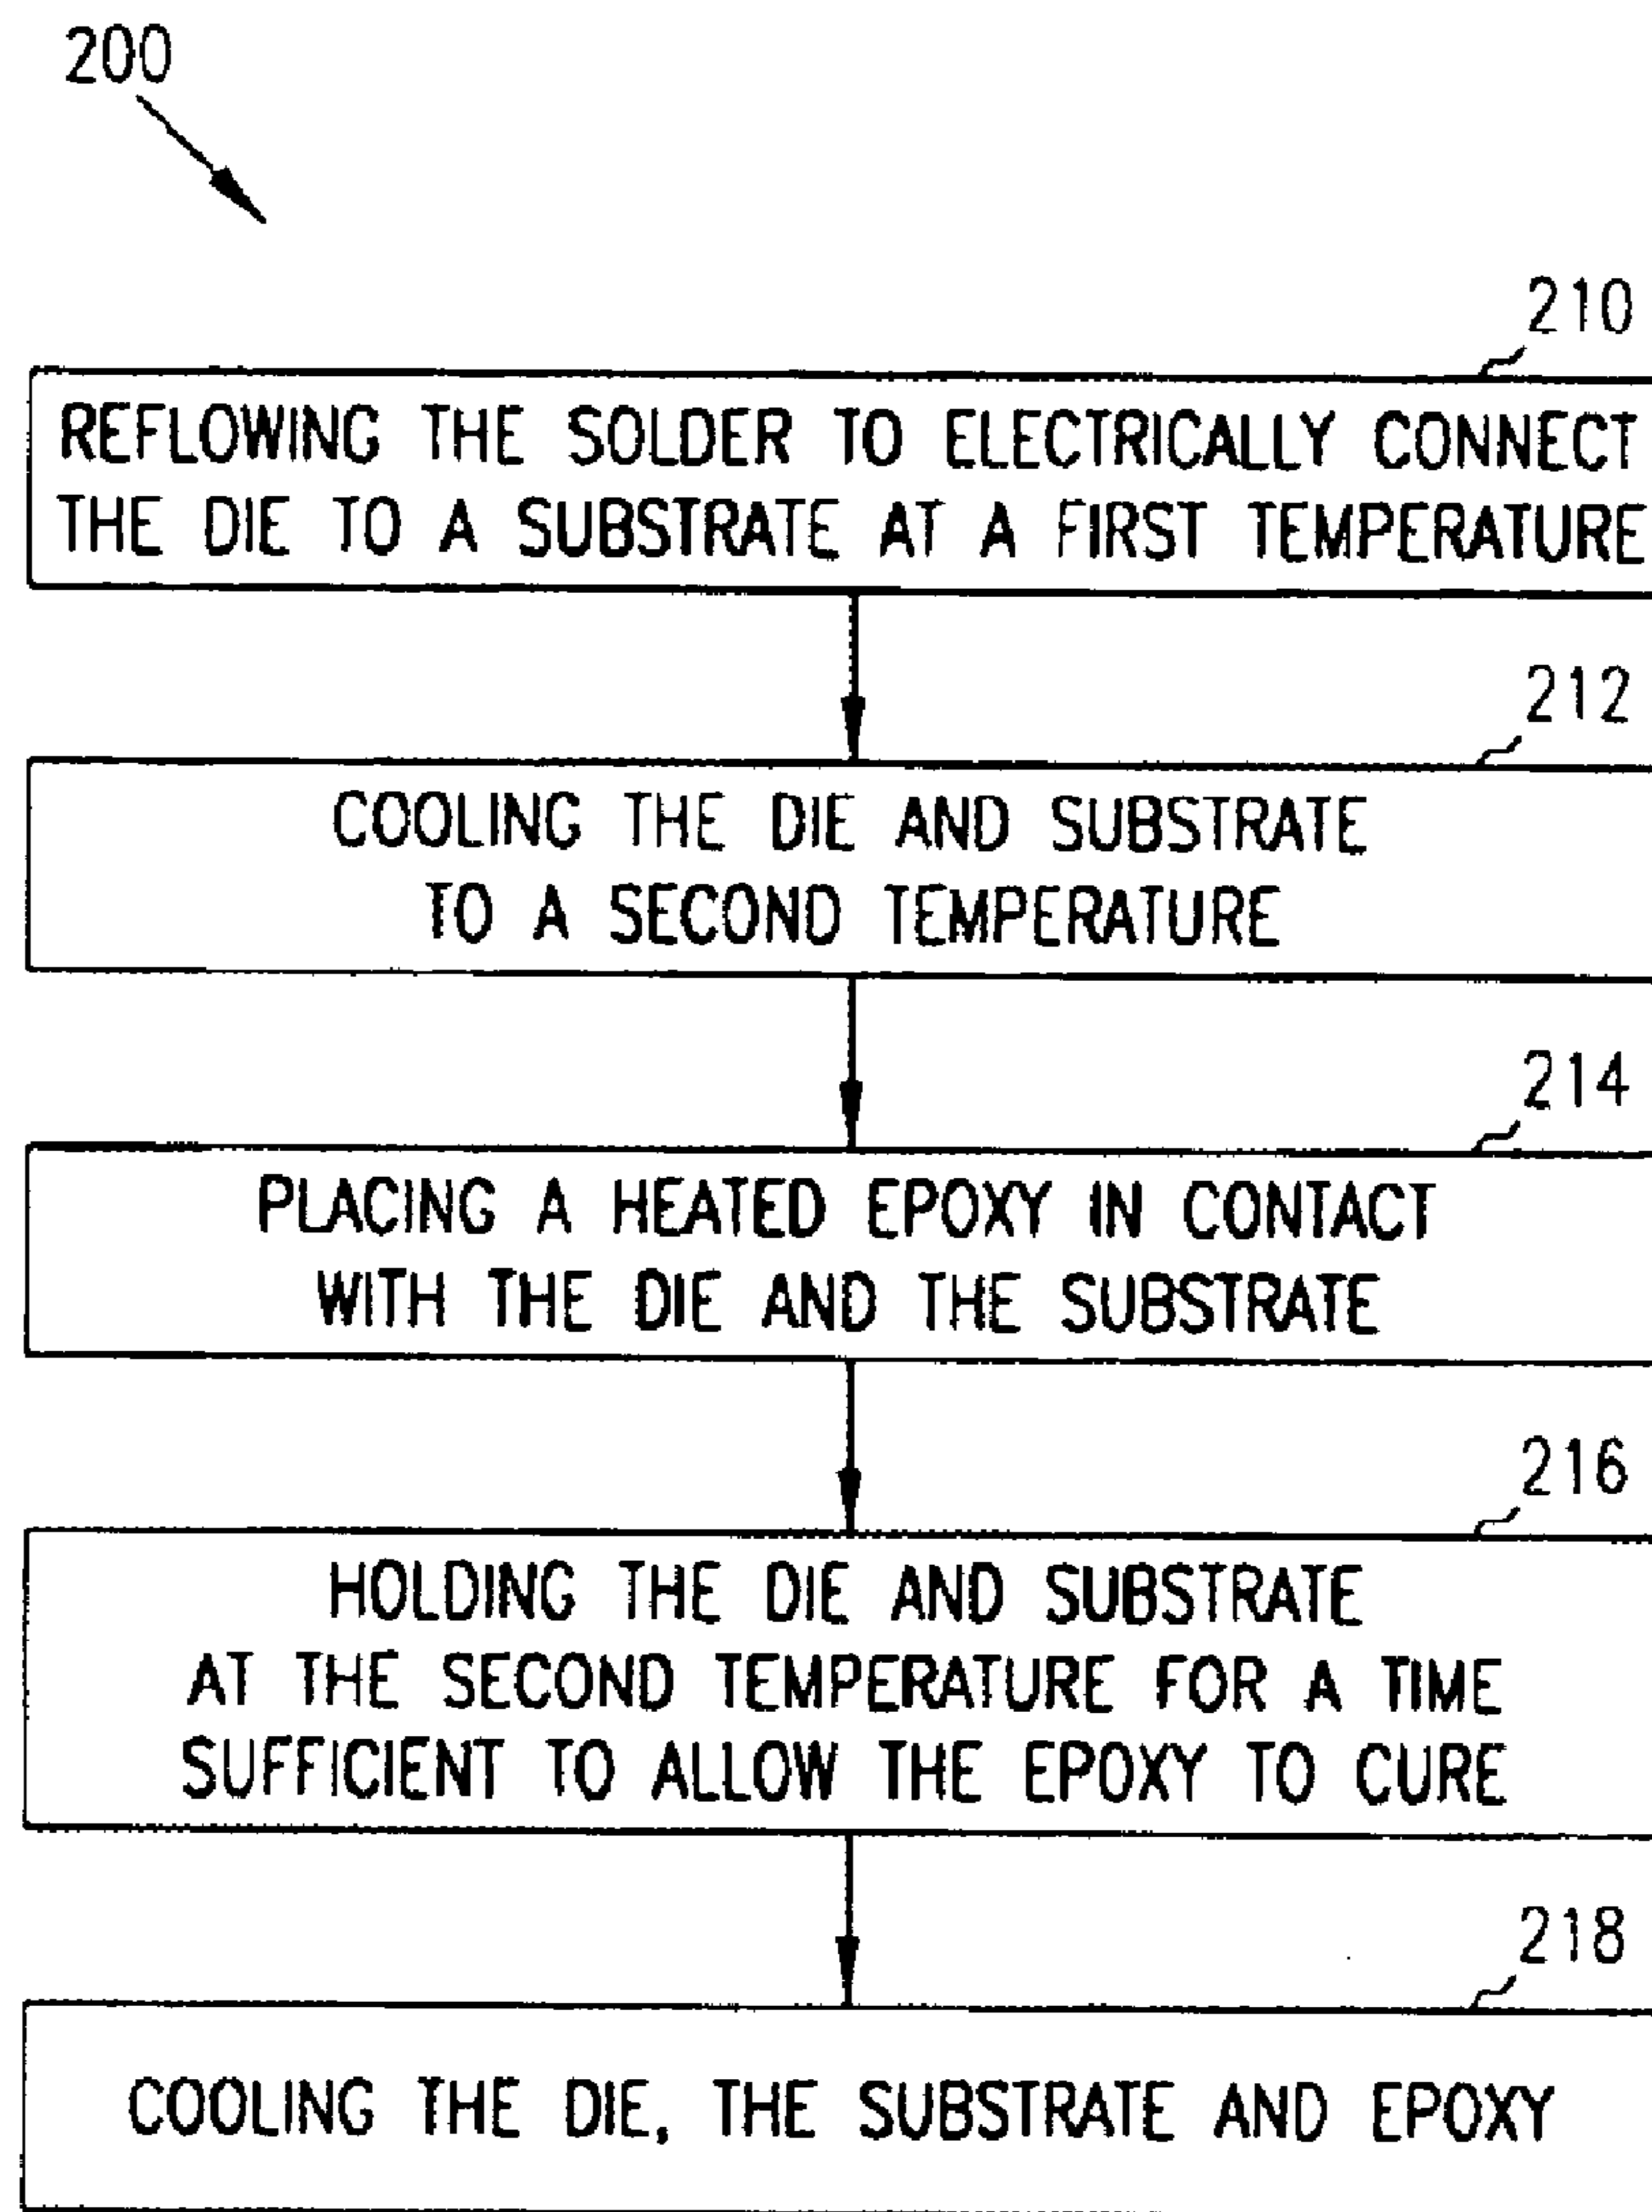 200
210
REFLOWING THE SOLDER TO ELECTRICALLY CONNECT
THE DIE TO A SUBSTRATE AT A FIRST TEMPERATURE
212
COOLING THE DIE AND SUBSTRATE
TO A SECOND TEMPERATURE
214
PLACING A HEATED EPOXY IN CONTACT
WITH THE DIE AND THE SUBSTRATE
216
HOLDING THE DIE AND SUBSTRATE
AT THE SECOND TEMPERATURE FOR A TIME
SUFFICIENT TO ALLOW THE EPOXY TO CURE
218
COOLING THE DIE, THE SUBSTRATE AND EPOXY